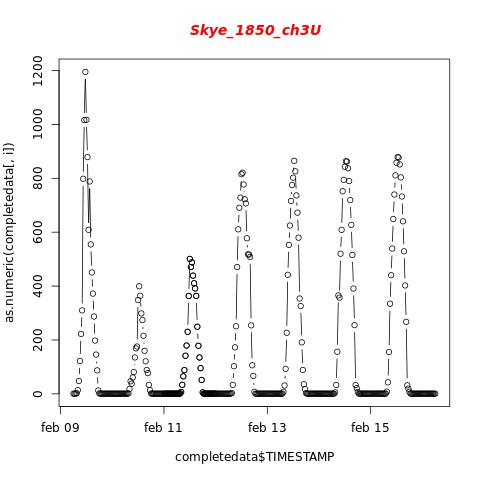 Skye_1850_ch3U
as.numeric(completedata[, i])
1200
1000
800
600
400
200
0
feb 09
feb 11
feb 13
feb 15
completedata$TIMESTAMP